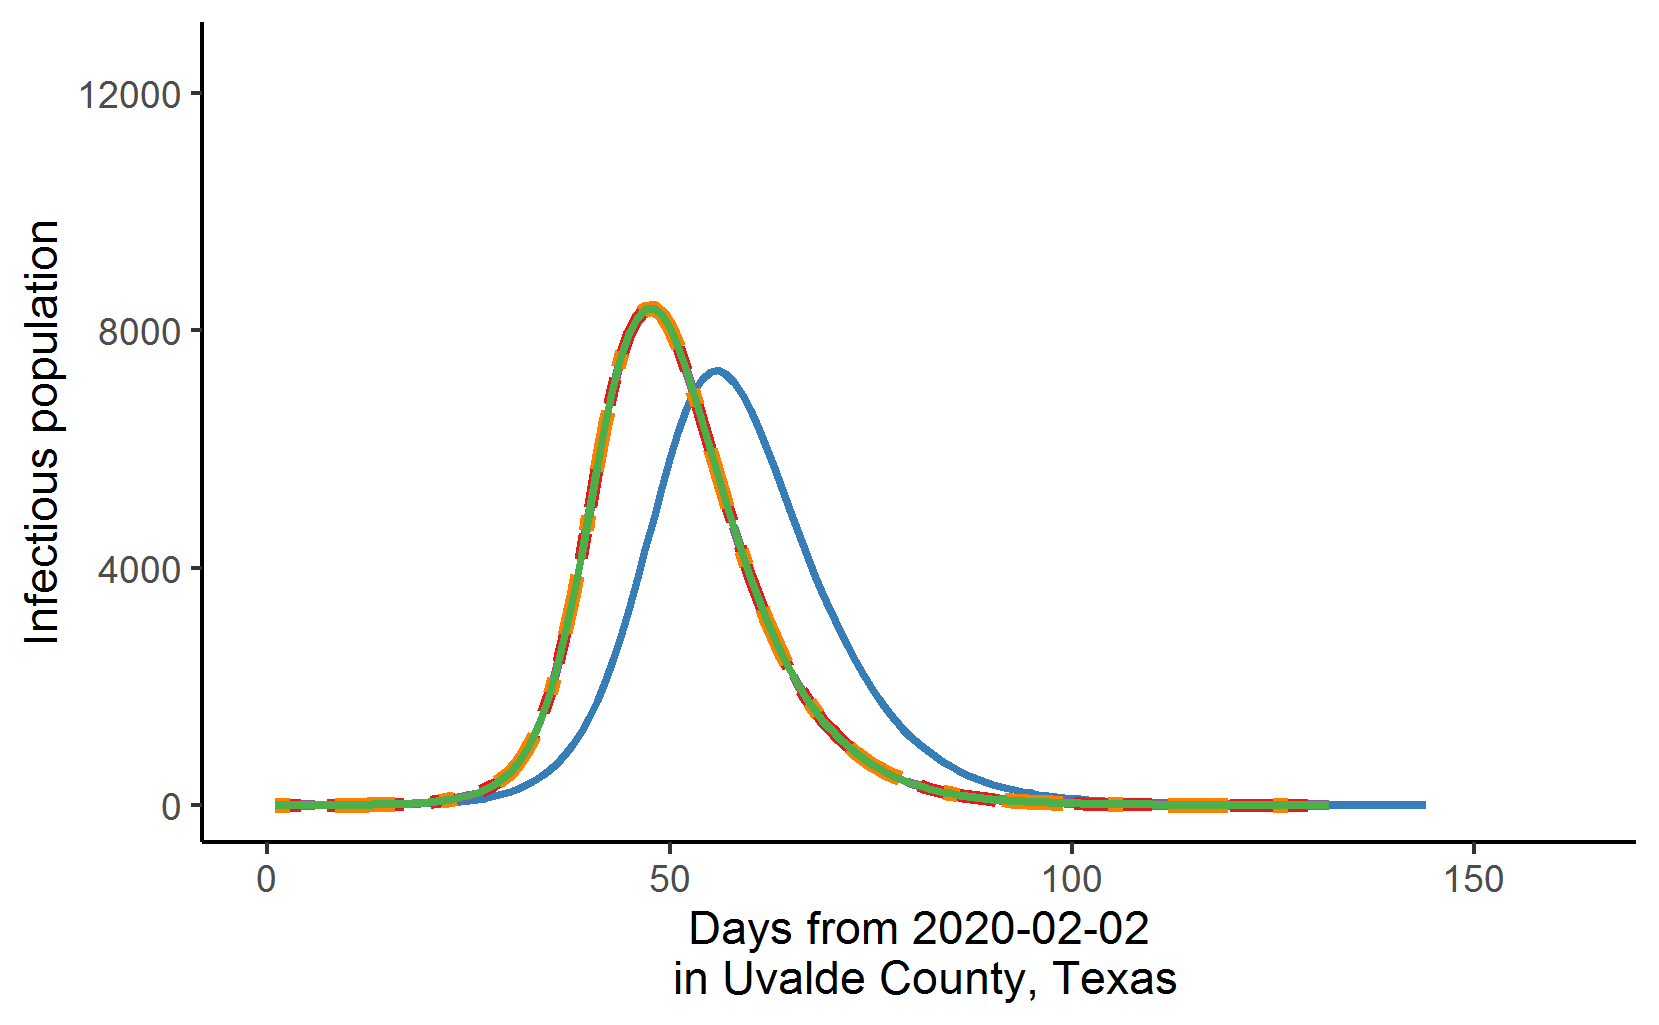 12000
8000
4000
0
Infectious population
0 50 100 150
Days from 2020-02-02
in Uvalde County, Texas